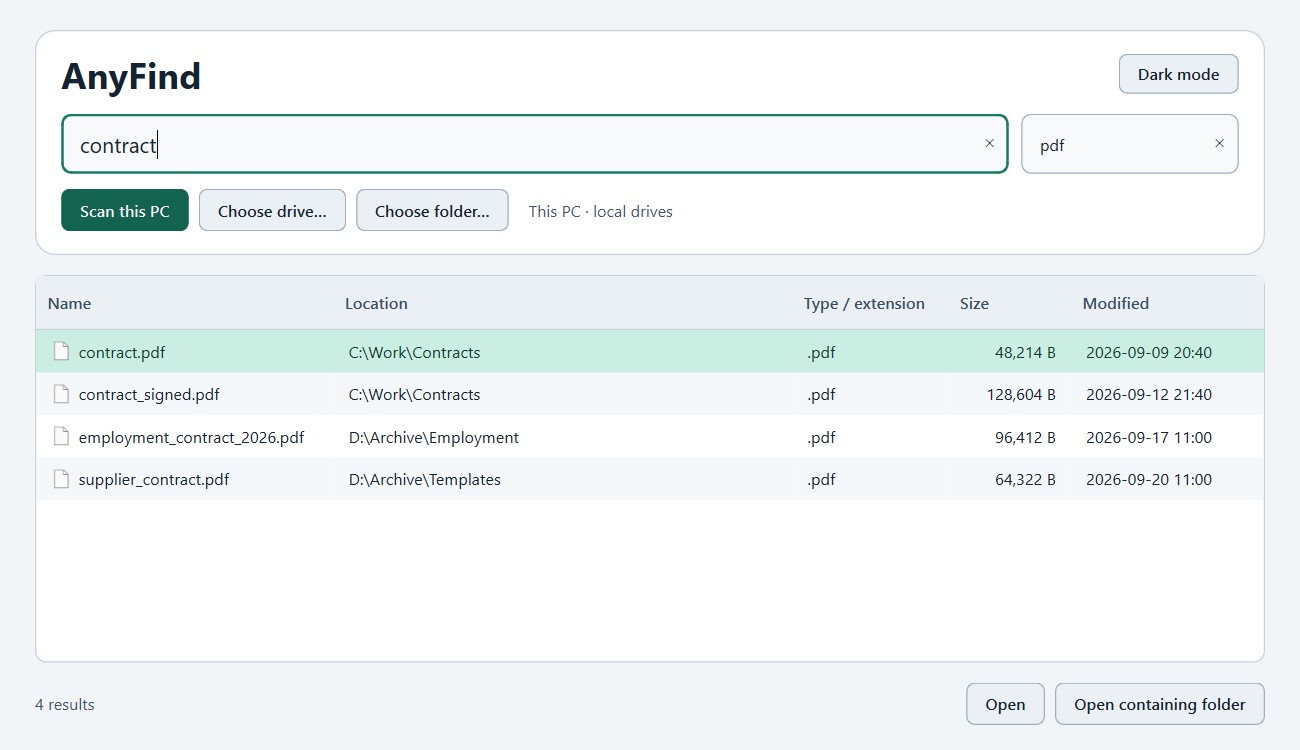 AnyFind
Dark mode
contract ×
pdf ×
Scan this PC Choose drive... Choose folder... This PC · local drives
Name Location Type / extension Size Modified
contract.pdf C:\Work\Contracts .pdf 48,214 B 2026-09-09 20:40
contract_signed.pdf C:\Work\Contracts .pdf 128,604 B 2026-09-12 21:40
employment_contract_2026.pdf D:\Archive\Employment .pdf 96,412 B 2026-09-17 11:00
supplier_contract.pdf D:\Archive\Templates .pdf 64,322 B 2026-09-20 11:00
4 results Open Open containing folder